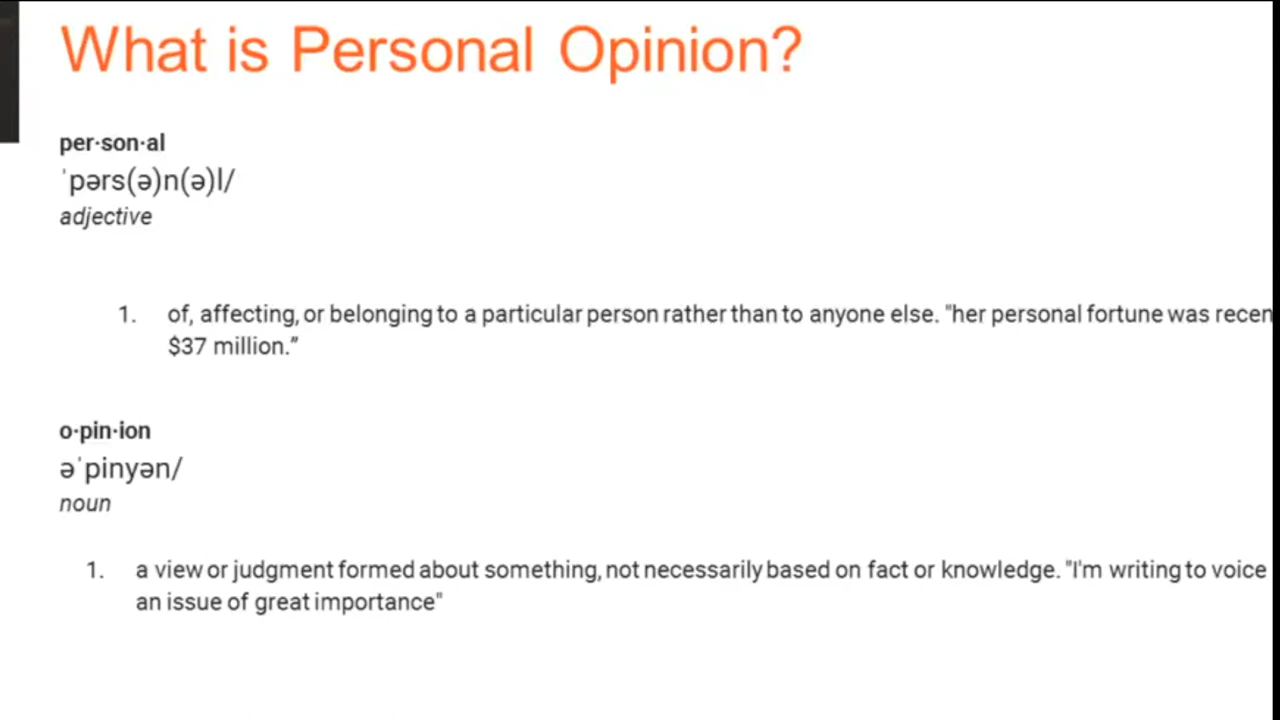 What is Personal Opinion?
per·son·al
ˈpərs(ə)n(ə)l/
adjective
1. of, affecting, or belonging to a particular person rather than to anyone else. "her personal fortune was recen
$37 million.”
o·pin·ion
əˈpinyən/
noun
1. a view or judgment formed about something, not necessarily based on fact or knowledge. "I'm writing to voice
an issue of great importance"